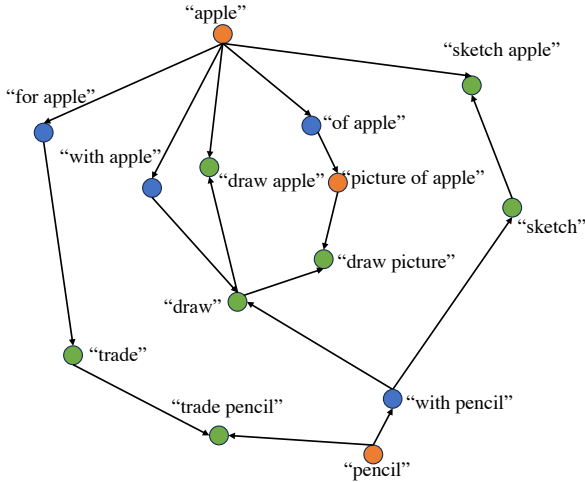 “apple”
“sketch apple”
“for apple”
“of apple”
“with apple”
“draw apple”
“picture of apple”
“sketch”
“draw picture”
“draw”
“trade”
“trade pencil”
“with pencil”
“pencil”